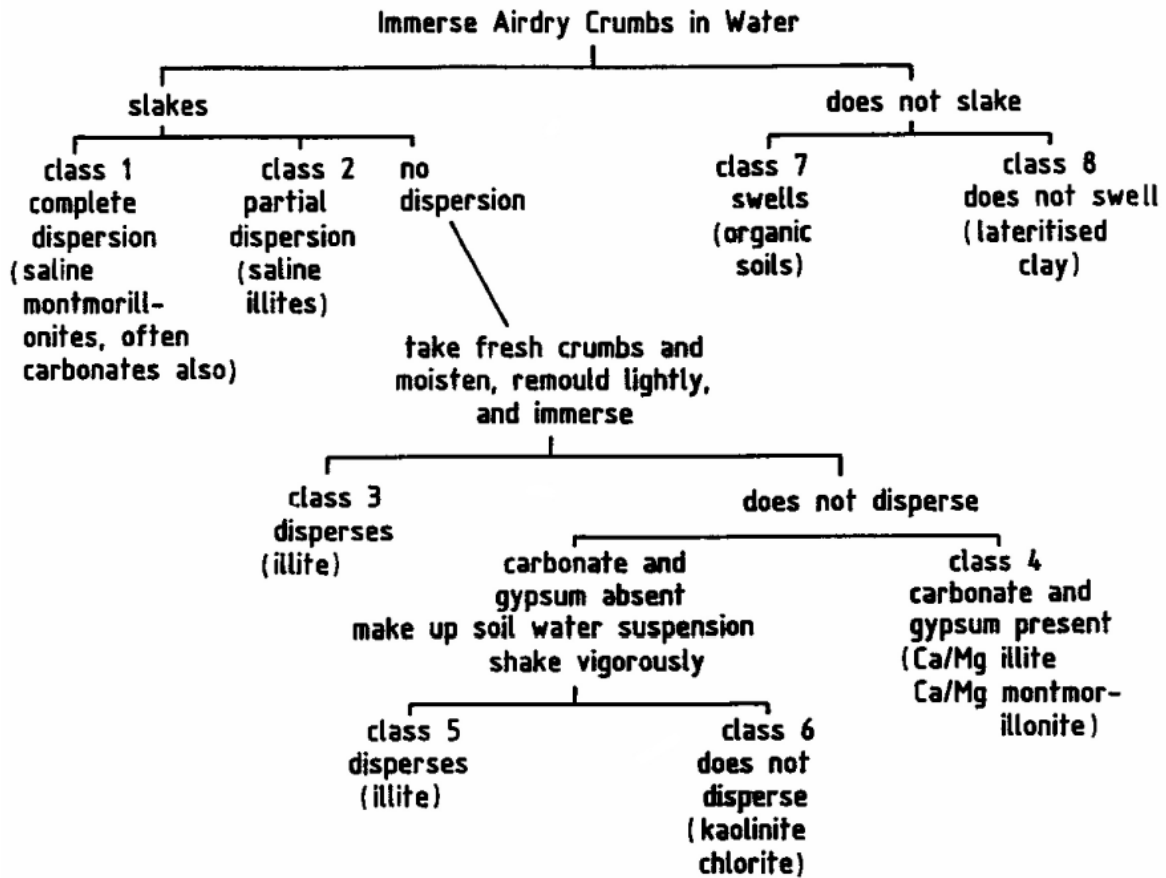 Immerse Airdry Crumbs in Water
slakes
does not slake
class 1
complete
dispersion
(saline
montmorill-
onites, often
carbonates also)
class 2
partial
dispersion
(saline
illites)
no
dispersion
class 7
swells
(organic
soils)
class 8
does not swell
(lateritised
clay)
take fresh crumbs and
moisten, remould lightly,
and immerse
class 3
disperses
(illite)
does not disperse
carbonate and
gypsum absent
make up soil water suspension
shake vigorously
class 4
carbonate and
gypsum present
(Ca/Mg illite
Ca/Mg montmor-
illonite)
class 5
disperses
(illite)
class 6
does not
disperse
(kaolinite
chlorite)